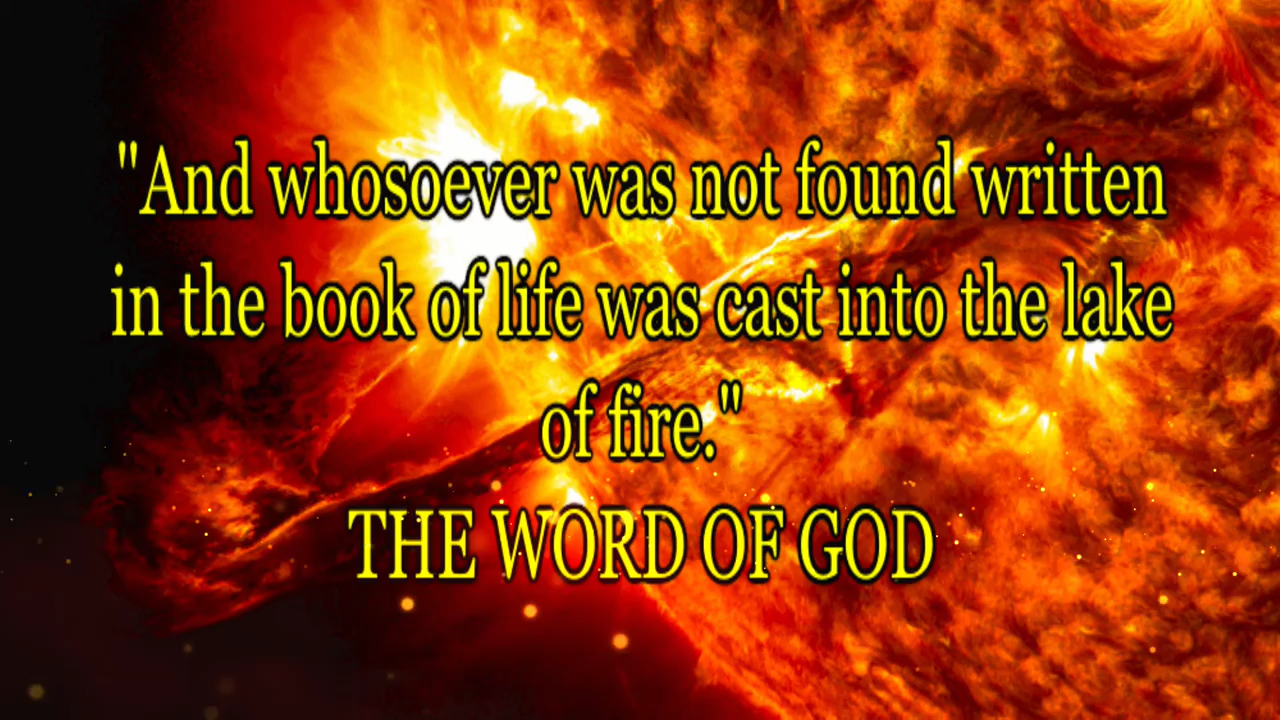 "And whosoever was not found written
in the book of life was cast into the lake
of fire."
THE WORD OF GOD